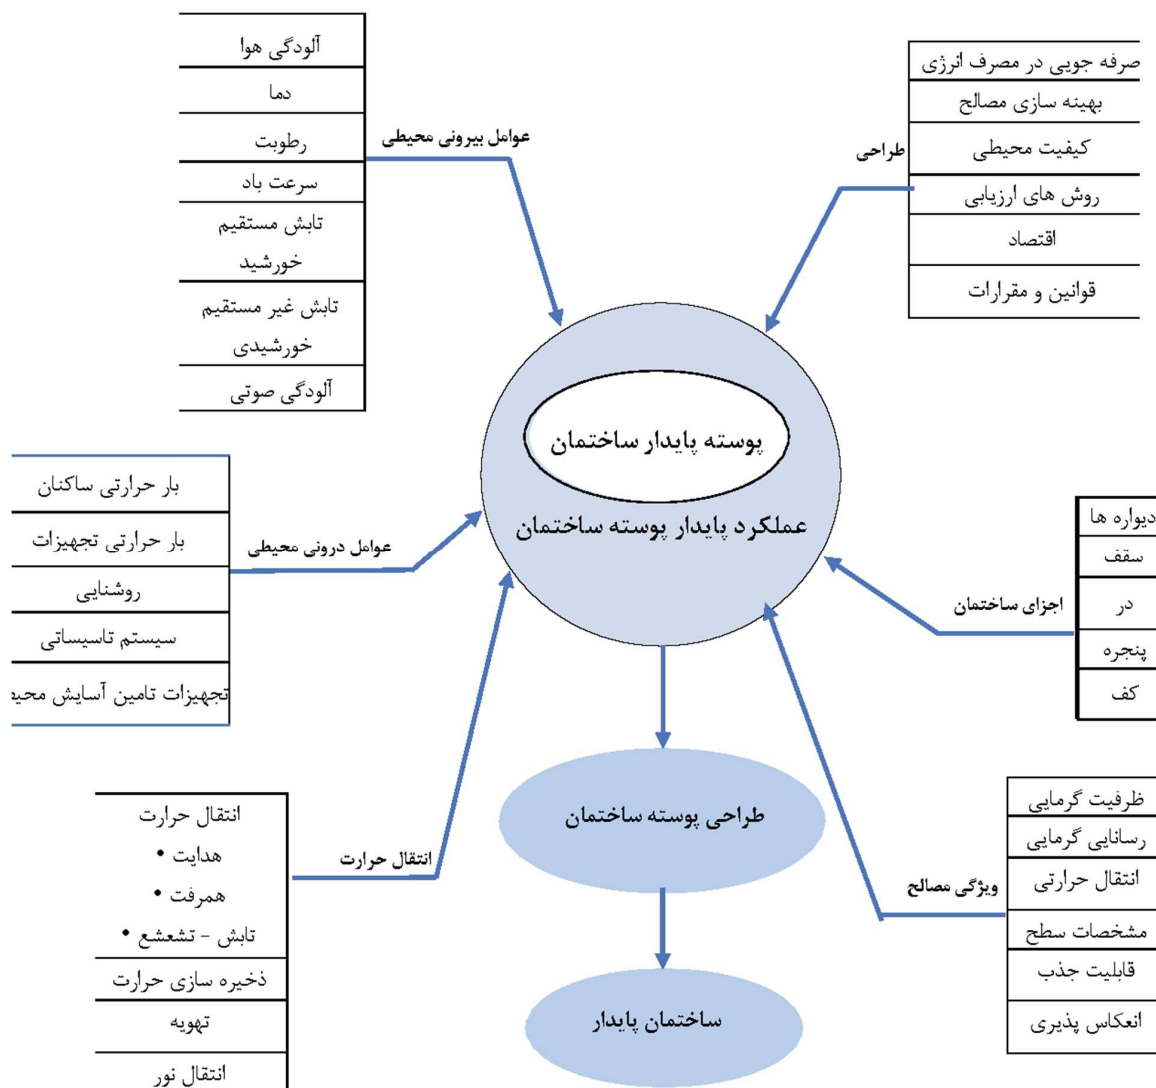 صرفه جویی در مصرف انرژی
بهینه سازی مصالح
کیفیت محیطی
روش های ارزیابی
اقتصاد
قوانین و مقرارات
طراحی
آلودگی هوا
دما
رطوبت
سرعت باد
تابش مستقیم
خورشید
تابش غیر مستقیم
خورشیدی
آلودگی صوتی
عوامل بیرونی محیطی
پوسته پایدار ساختمان
عملکرد پایدار پوسته ساختمان
دیواره ها
سقف
در
پنجره
کف
اجزای ساختمان
بار حرارتی ساکنان
بار حرارتی تجهیزات
روشنایی
سیستم تاسیساتی
تجهیزات تامین آسایش محیط
عوامل درونی محیطی
ظرفیت گرمایی
رسانایی گرمایی
انتقال حرارتی
مشخصات سطح
قابلیت جذب
انعکاس پذیری
ویژگی مصالح
انتقال حرارت
هدایت •
همرفت •
تابش - تشعشع •
ذخیره سازی حرارت
تهویه
انتقال نور
انتقال حرارت
طراحی پوسته ساختمان
ساختمان پایدار